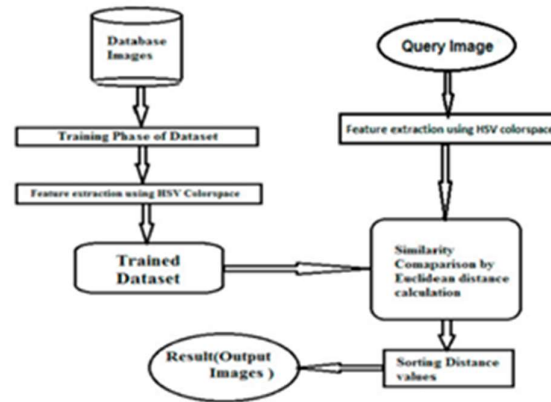 Database
Images
Training Phase of Dataset
Feature extraction using HSV Colorspace
Trained
Dataset
Query Image
Feature extraction using HSV colorspace
Similarity
Comaparison by
Euclidean distance
calculation
Sorting Distance
values
Result(Output
Images )